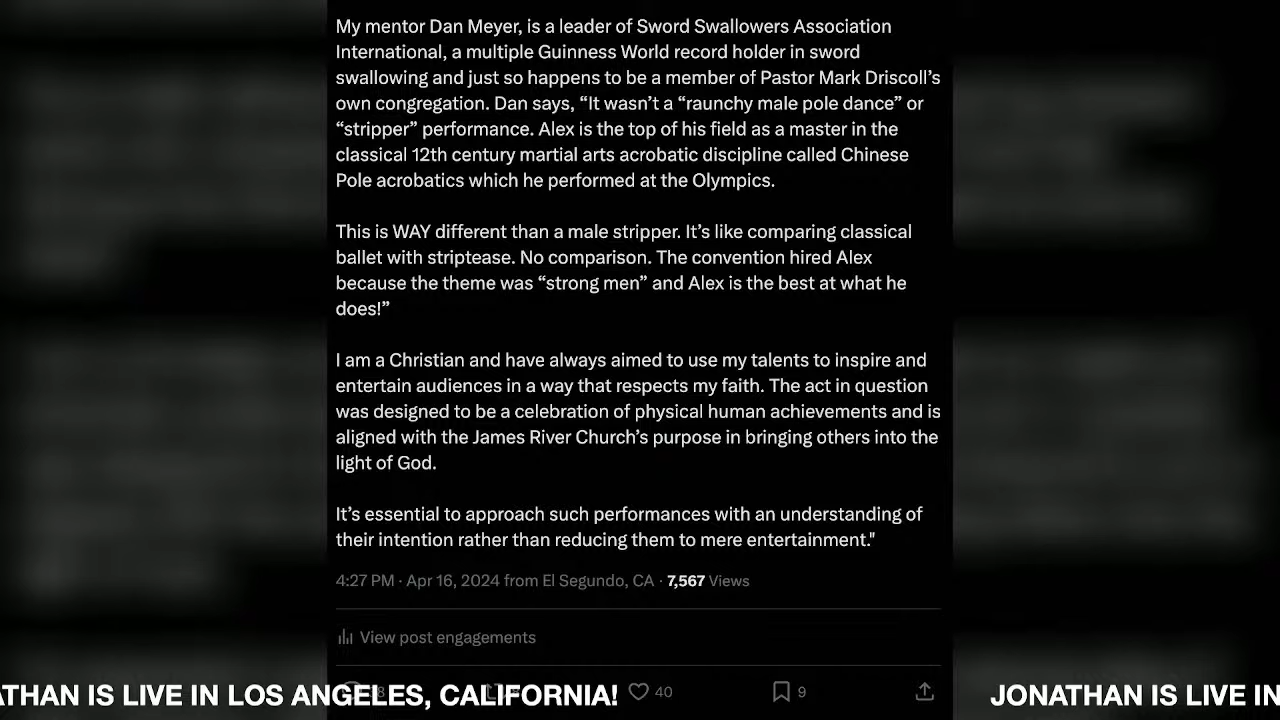 My mentor Dan Meyer, is a leader of Sword Swallowers Association
International, a multiple Guinness World record holder in sword
swallowing and just so happens to be a member of Pastor Mark Driscoll’s
own congregation. Dan says, “It wasn’t a “raunchy male pole dance” or
“stripper” performance. Alex is the top of his field as a master in the
classical 12th century martial arts acrobatic discipline called Chinese
Pole acrobatics which he performed at the Olympics.
This is WAY different than a male stripper. It’s like comparing classical
ballet with striptease. No comparison. The convention hired Alex
because the theme was “strong men” and Alex is the best at what he
does!”
I am a Christian and have always aimed to use my talents to inspire and
entertain audiences in a way that respects my faith. The act in question
was designed to be a celebration of physical human achievements and is
aligned with the James River Church’s purpose in bringing others into the
light of God.
It’s essential to approach such performances with an understanding of
their intention rather than reducing them to mere entertainment."
4:27 PM · Apr 16, 2024 from El Segundo, CA · 7,567 Views
View post engagements
40 9
ATHAN IS LIVE IN LOS ANGELES, CALIFORNIA! JONATHAN IS LIVE IN